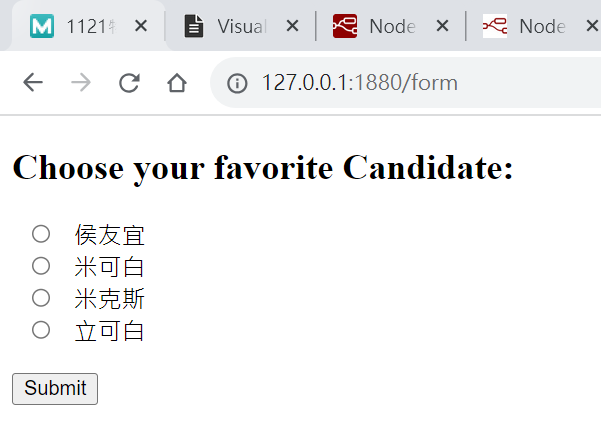 1121
Visual
Node
Node
127.0.0.1:1880/form
Choose your favorite Candidate:
侯友宜
米可白
米克斯
立可白
Submit